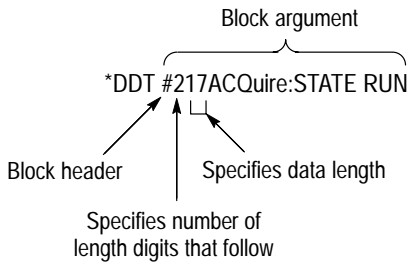 Block argument
*DDT #217ACQuire:STATE RUN
Block header
Specifies data length
Specifies number of
length digits that follow